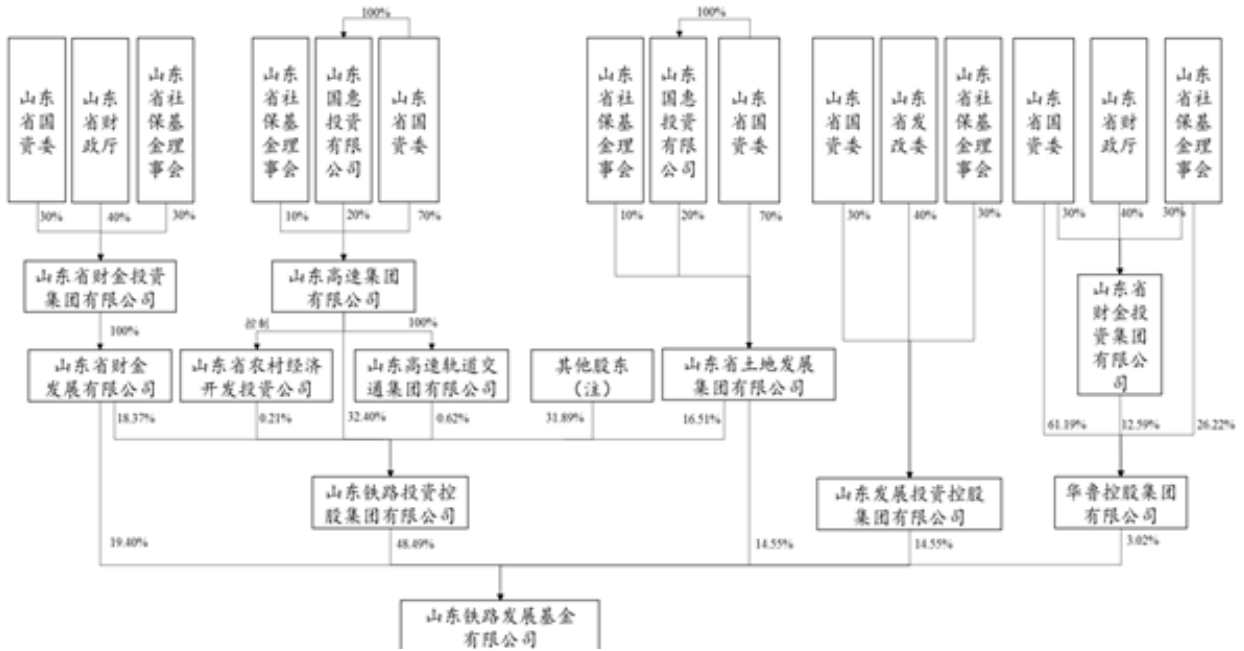 100%
100%
山东省国资委
山东省财政厅
山东省社保基金理事会
山东省社保基金理事会
山东国惠投资有限公司
山东省国资委
山东省社保基金理事会
山东国惠投资有限公司
山东省国资委
山东省国资委
山东省发改委
山东省社保基金理事会
山东省国资委
山东省财政厅
山东省社保基金理事会
30%
40%
30%
10%
20%
70%
10%
20%
70%
30%
40%
30%
30%
40%
30%
山东省财金投资
集团有限公司
山东高速集团
有限公司
山东省
财金投
资集团
有限公
司
100%
控制
100%
山东省财金
发展有限公司
山东省农村经济
开发投资公司
山东高速轨道交
通集团有限公司
其他股东
（注）
山东省土地发展
集团有限公司
18.37%
0.21%
32.40%
0.62%
31.89%
16.51%
61.19%
12.59%
26.22%
山东铁路投资控
股集团有限公司
山东发展投资控股
集团有限公司
华鲁控股集团
有限公司
19.40%
48.49%
14.55%
14.55%
3.02%
山东铁路发展基金
有限公司